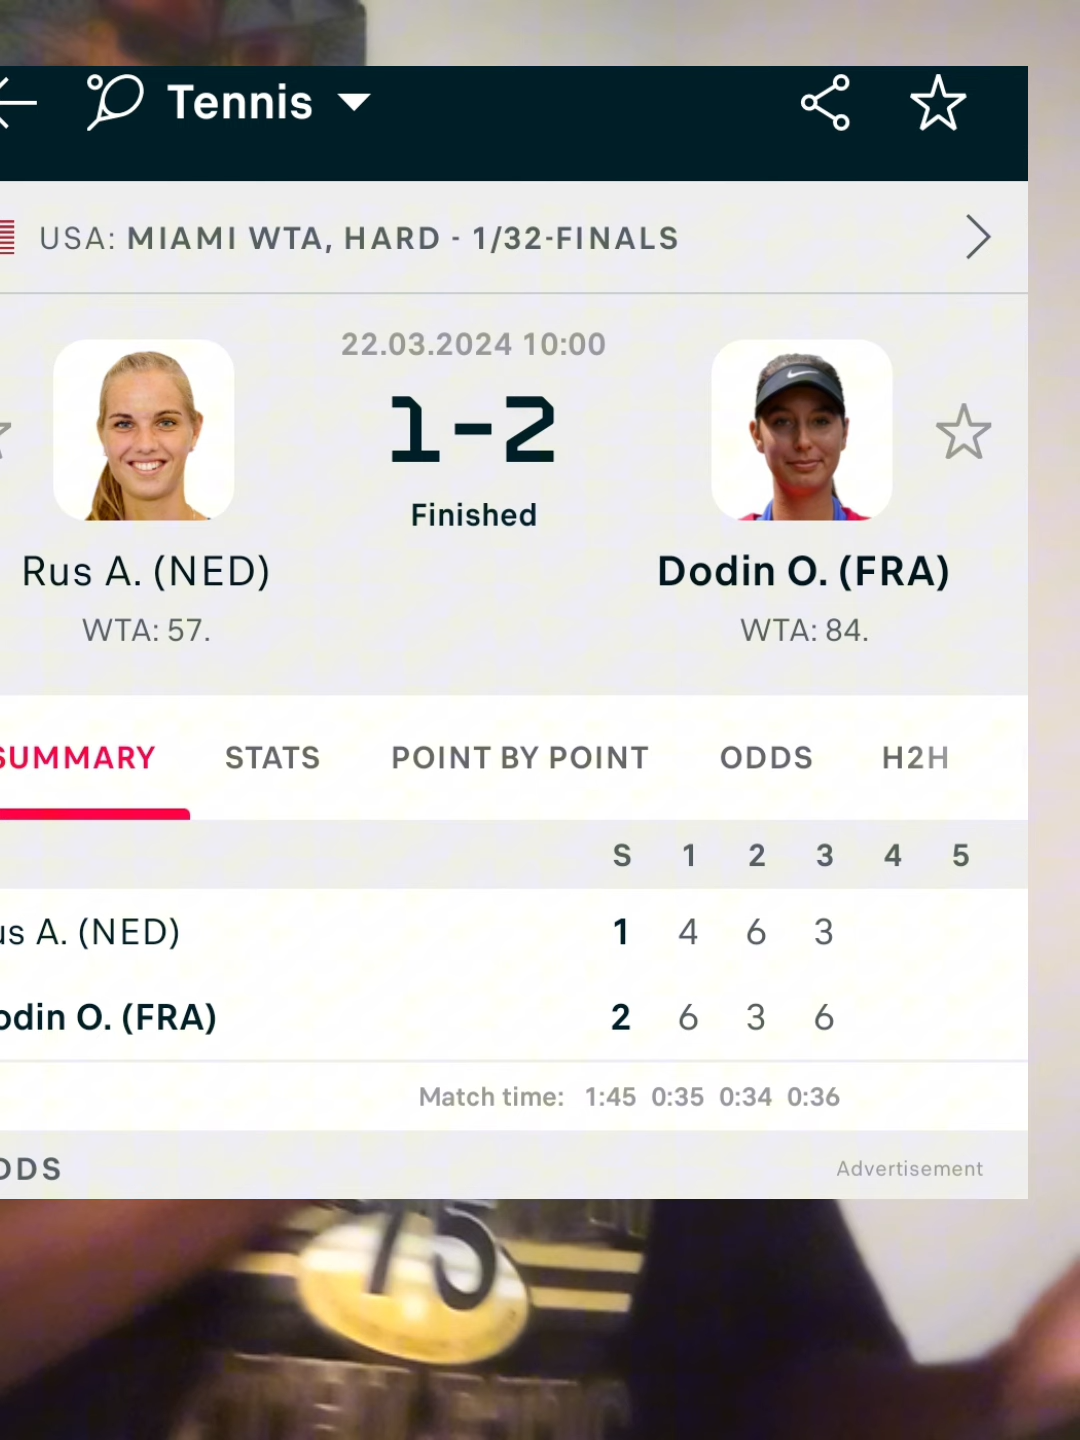 Tennis
USA: MIAMI WTA, HARD - 1/32-FINALS
22.03.2024 10:00
1-2
Finished
Rus A. (NED)
Dodin O. (FRA)
WTA: 57.
WTA: 84.
SUMMARY STATS POINT BY POINT ODDS H2H
S 1 2 3 4 5
us A. (NED) 1 4 6 3
odin O. (FRA) 2 6 3 6
Match time: 1:45 0:35 0:34 0:36
DDS Advertisement
75